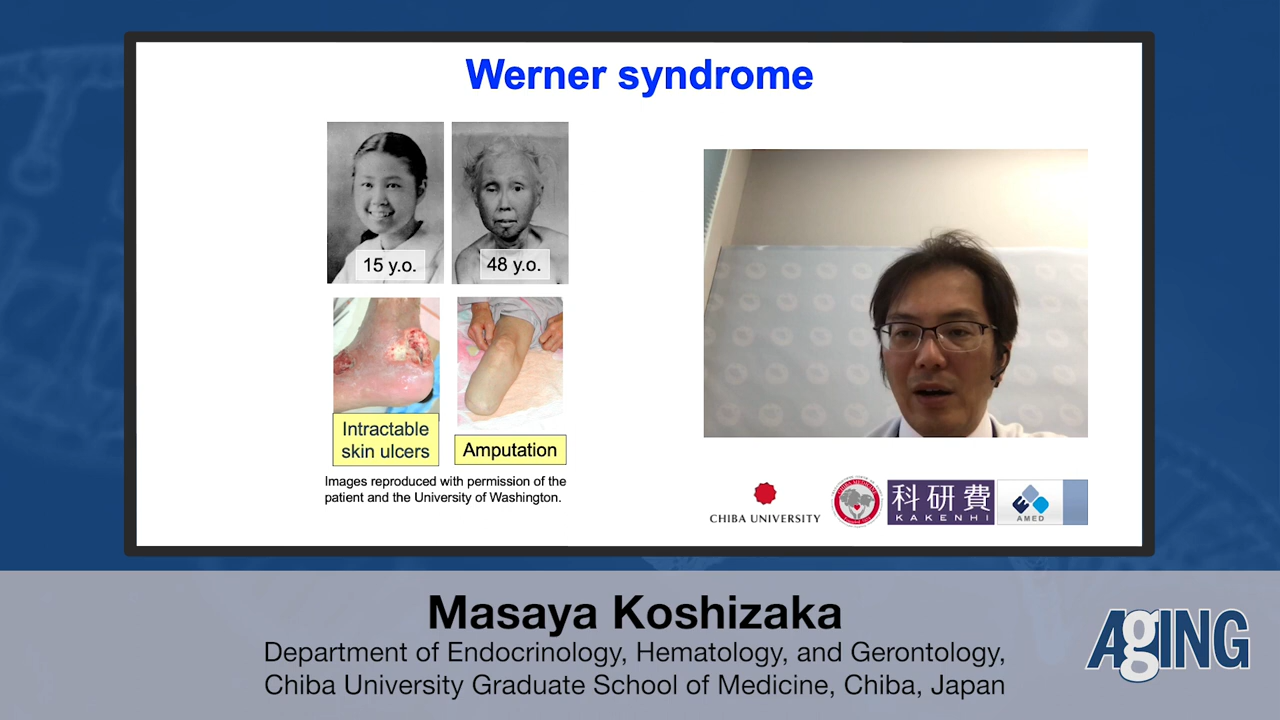 Werner syndrome
15 y.o.
48 y.o.
Intractable
skin ulcers
Amputation
Images reproduced with permission of the
patient and the University of Washington.
CHIBA UNIVERSITY
科研費
KAKENHI
AMED
Masaya Koshizaka
Department of Endocrinology, Hematology, and Gerontology,
Chiba University Graduate School of Medicine, Chiba, Japan
AgING